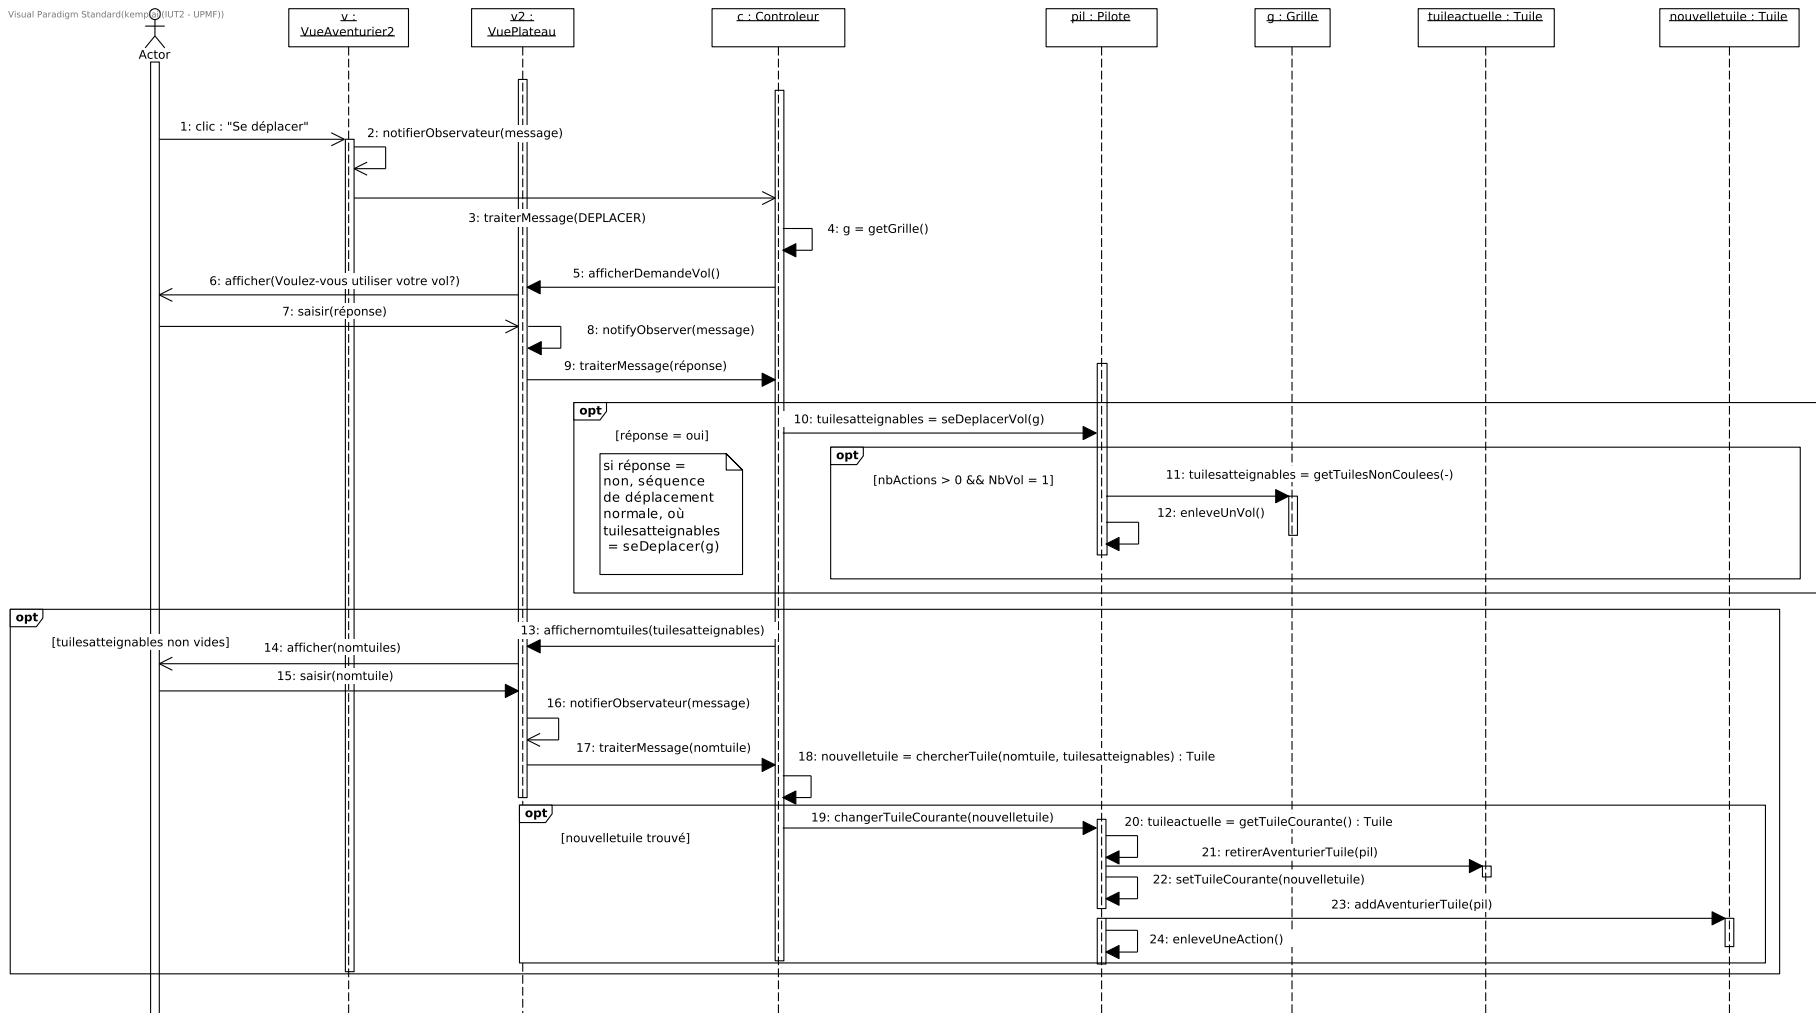 Visual Paradigm Standard(kemplail(IUT2 - UPMF))
Actor
v :
VueAventurier2
v2 :
VuePlateau
c : Controleur
pil : Pilote
g : Grille
tuileactuelle : Tuile
nouvelletuile : Tuile
1: clic : "Se déplacer"
2: notifierObservateur(message)
3: traiterMessage(DEPLACER)
4: g = getGrille()
5: afficherDemandeVol()
6: afficher(Voulez-vous utiliser votre vol?)
7: saisir(réponse)
8: notifyObserver(message)
9: traiterMessage(réponse)
opt
10: tuilesatteignables = seDeplacerVol(g)
[réponse = oui]
si réponse =
non, séquence
de déplacement
normale, où
tuilesatteignables
= seDeplacer(g)
opt
[nbActions > 0 && NbVol = 1]
11: tuilesatteignables = getTuilesNonCoulees(-)
12: enleveUnVol()
opt
[tuilesatteignables non vides]
13: affichernomtuiles(tuilesatteignables)
14: afficher(nomtuiles)
15: saisir(nomtuile)
16: notifierObservateur(message)
17: traiterMessage(nomtuile)
18: nouvelletuile = chercherTuile(nomtuile, tuilesatteignables) : Tuile
opt
[nouvelletuile trouvé]
19: changerTuileCourante(nouvelletuile)
20: tuileactuelle = getTuileCourante() : Tuile
21: retirerAventurierTuile(pil)
22: setTuileCourante(nouvelletuile)
23: addAventurierTuile(pil)
24: enleveUneAction()